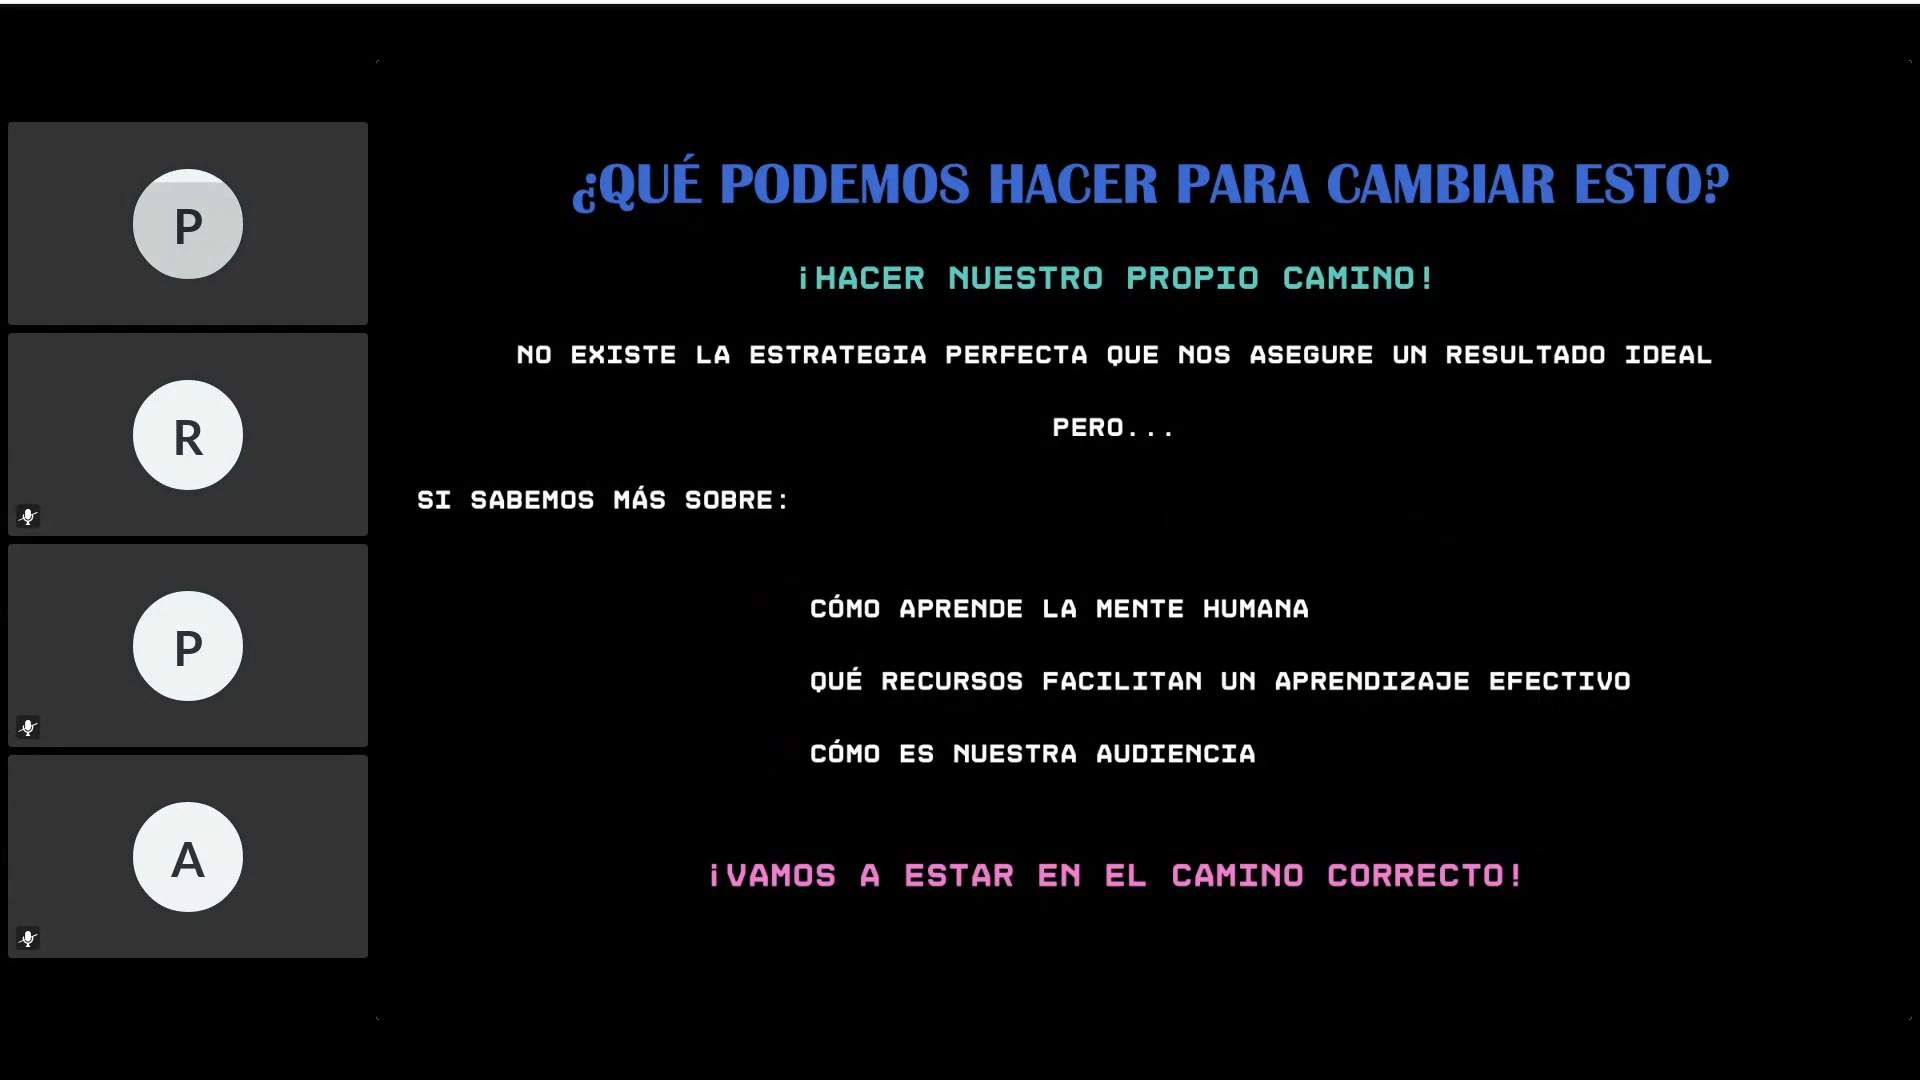 P
R
P
A
¿QUÉ PODEMOS HACER PARA CAMBIAR ESTO?
¡HACER NUESTRO PROPIO CAMINO!
NO EXISTE LA ESTRATEGIA PERFECTA QUE NOS ASEGURE UN RESULTADO IDEAL
PERO...
SI SABEMOS MÁS SOBRE:
CÓMO APRENDE LA MENTE HUMANA
QUÉ RECURSOS FACILITAN UN APRENDIZAJE EFECTIVO
CÓMO ES NUESTRA AUDIENCIA
¡VAMOS A ESTAR EN EL CAMINO CORRECTO!